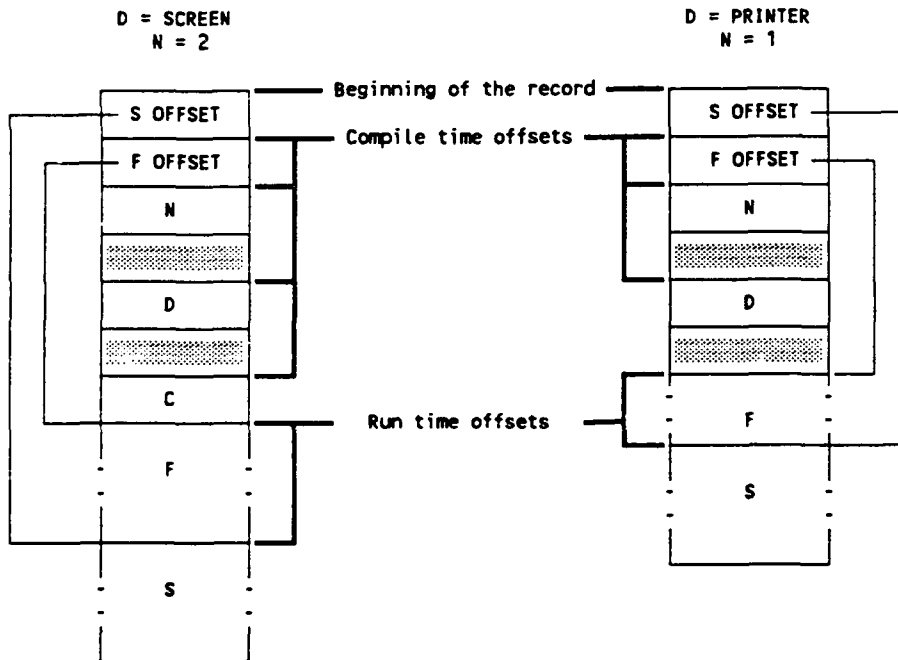 D = SCREEN
N = 2
D = PRINTER
N = 1
Beginning of the record
S OFFSET
S OFFSET
Compile time offsets
F OFFSET
F OFFSET
N
N
D
D
C
Run time offsets
F
F
S
S